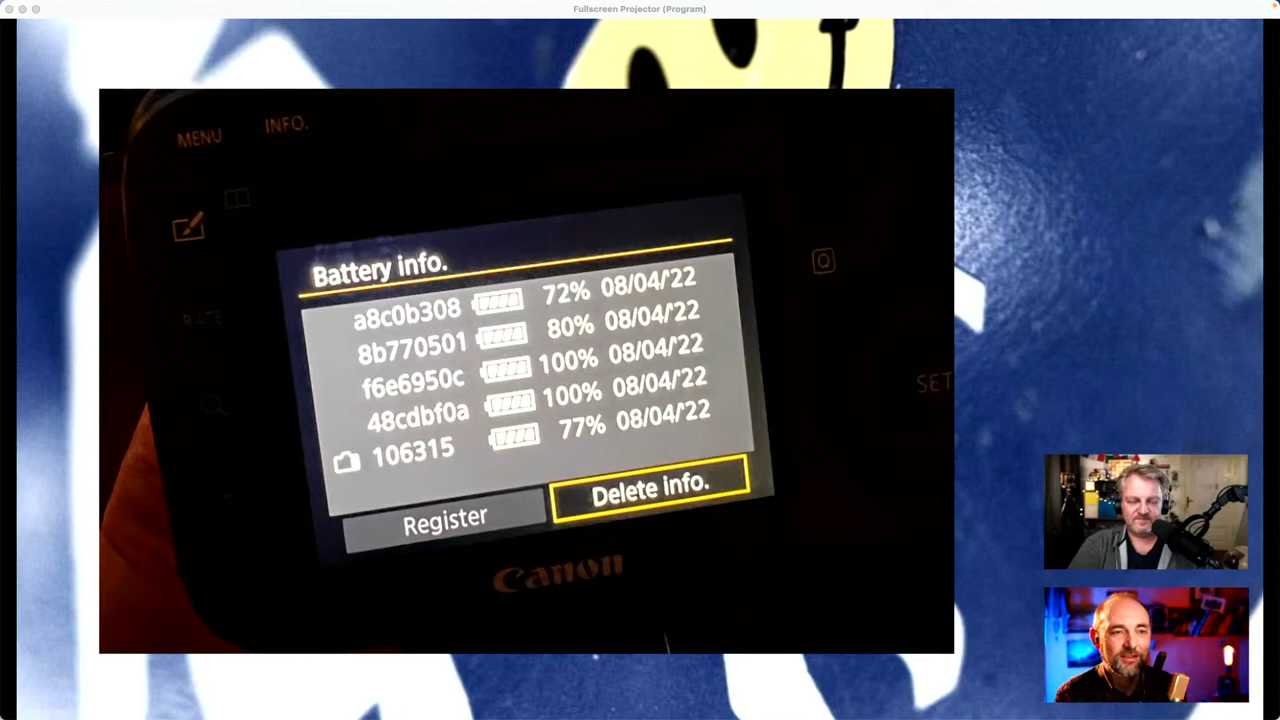 Fullscreen Projector (Program)
MENU INFO.
RATE
Q
SET
Battery info.
a8c0b308 72% 08/04/'22
8b770501 80% 08/04/'22
f6e6950c 100% 08/04/'22
48cdbf0a 100% 08/04/'22
106315 77% 08/04/'22
Register Delete info.
Canon